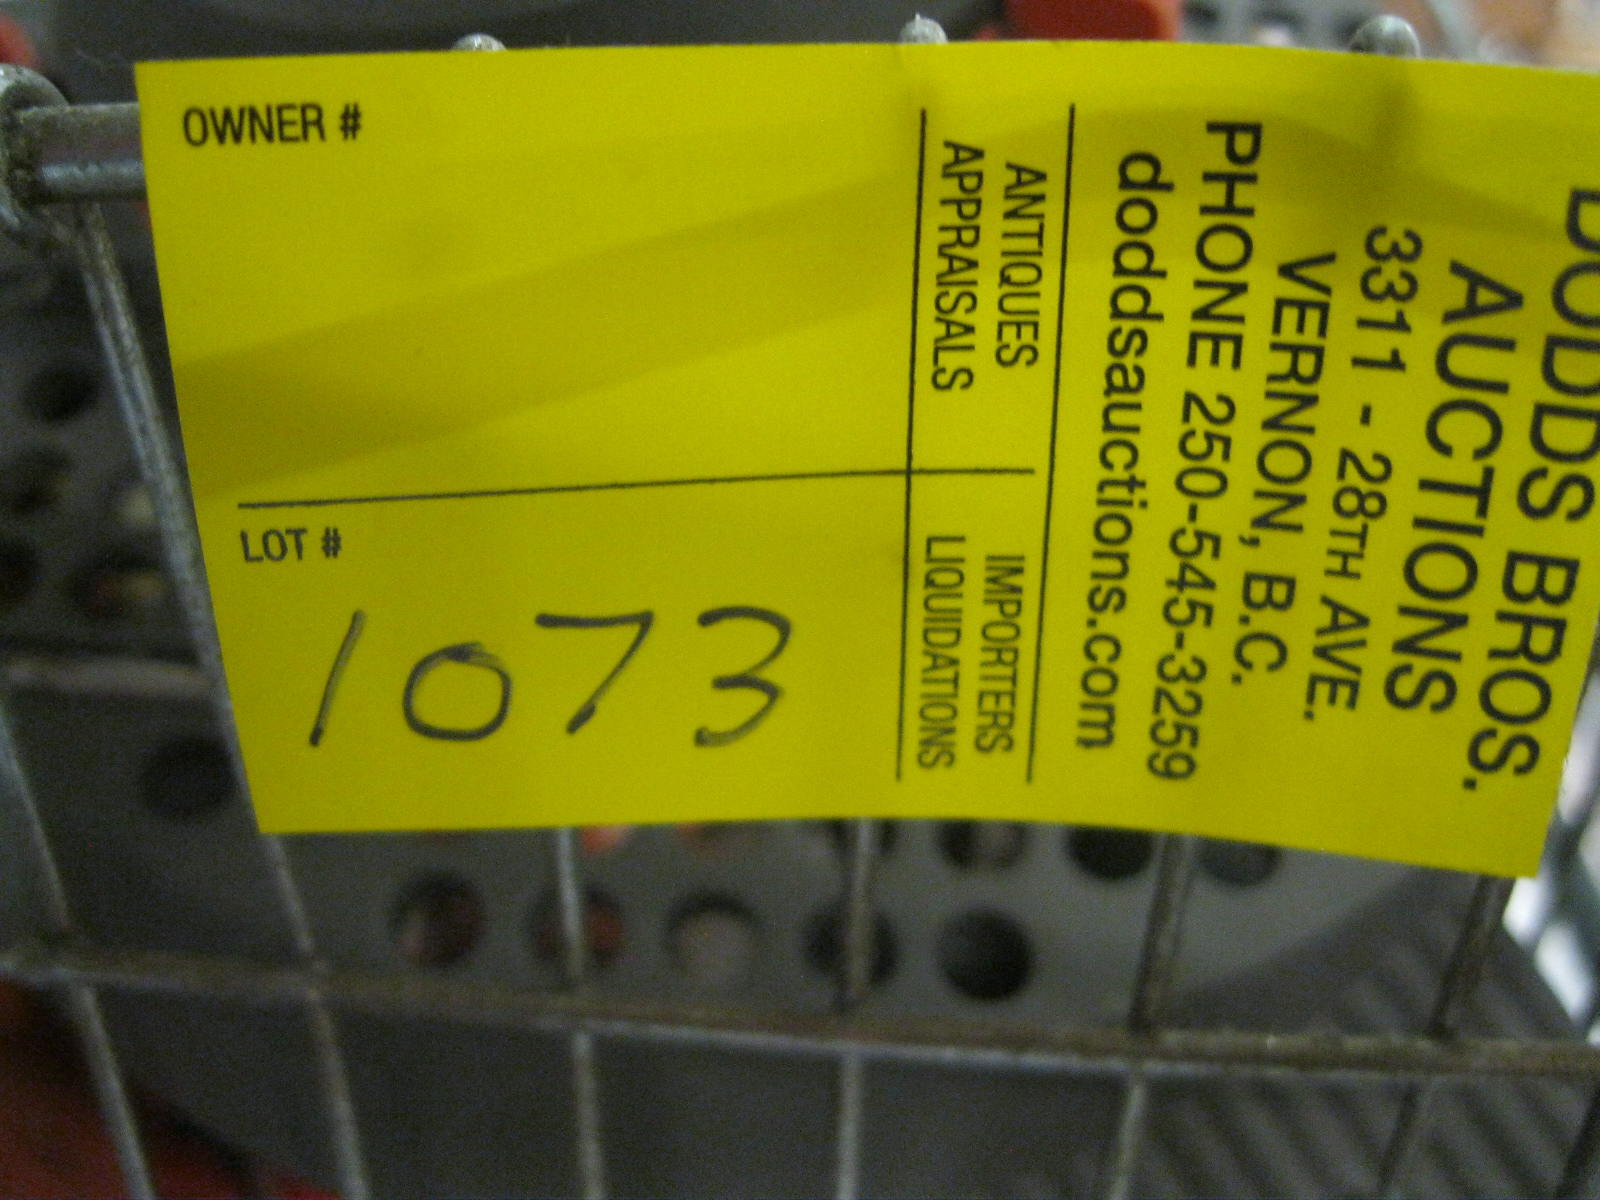 DODDS BROS.
AUCTIONS
3311 - 28TH AVE.
VERNON, B.C.
PHONE 250-545-3259
doddsauctions.com
ANTIQUES IMPORTERS
APPRAISALS LIQUIDATIONS
OWNER #
LOT #
1073